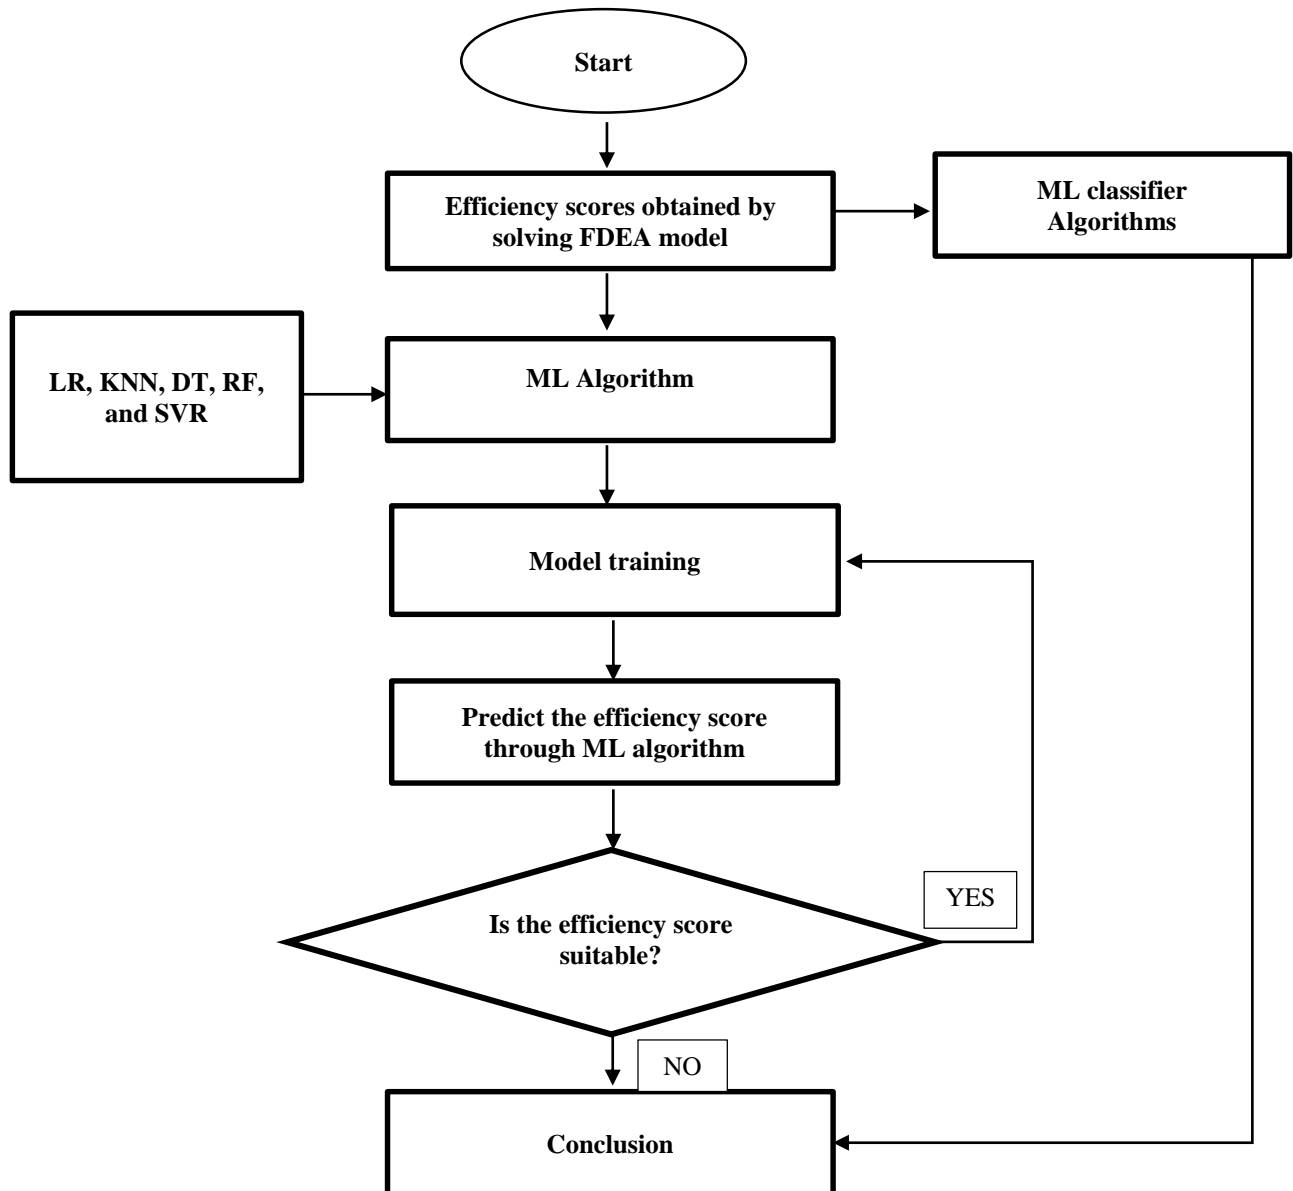 Start
Efficiency scores obtained by
solving FDEA model
ML classifier
Algorithms
LR, KNN, DT, RF,
and SVR
ML Algorithm
Model training
Predict the efficiency score
through ML algorithm
Is the efficiency score
suitable?
YES
NO
Conclusion